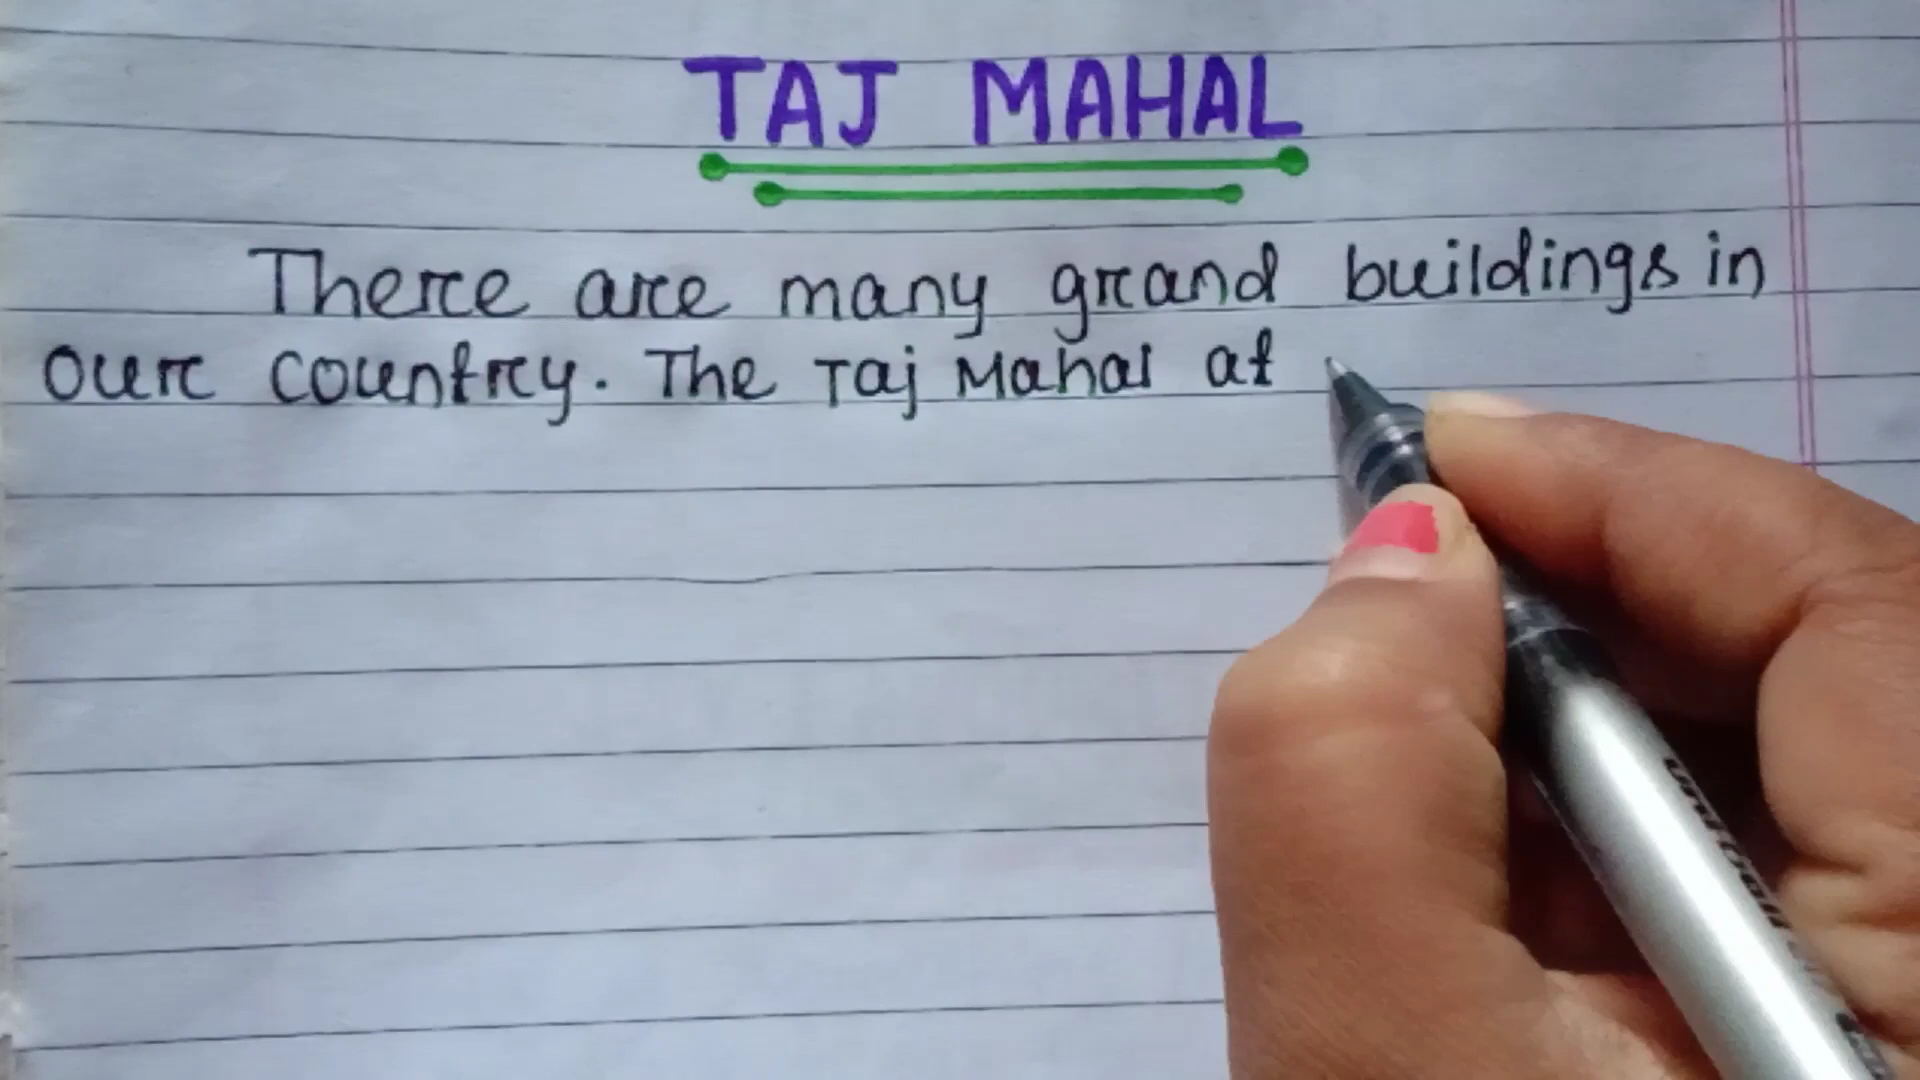 TAJ MAHAL
There are many grand buildings in
our country. The Taj Mahal at